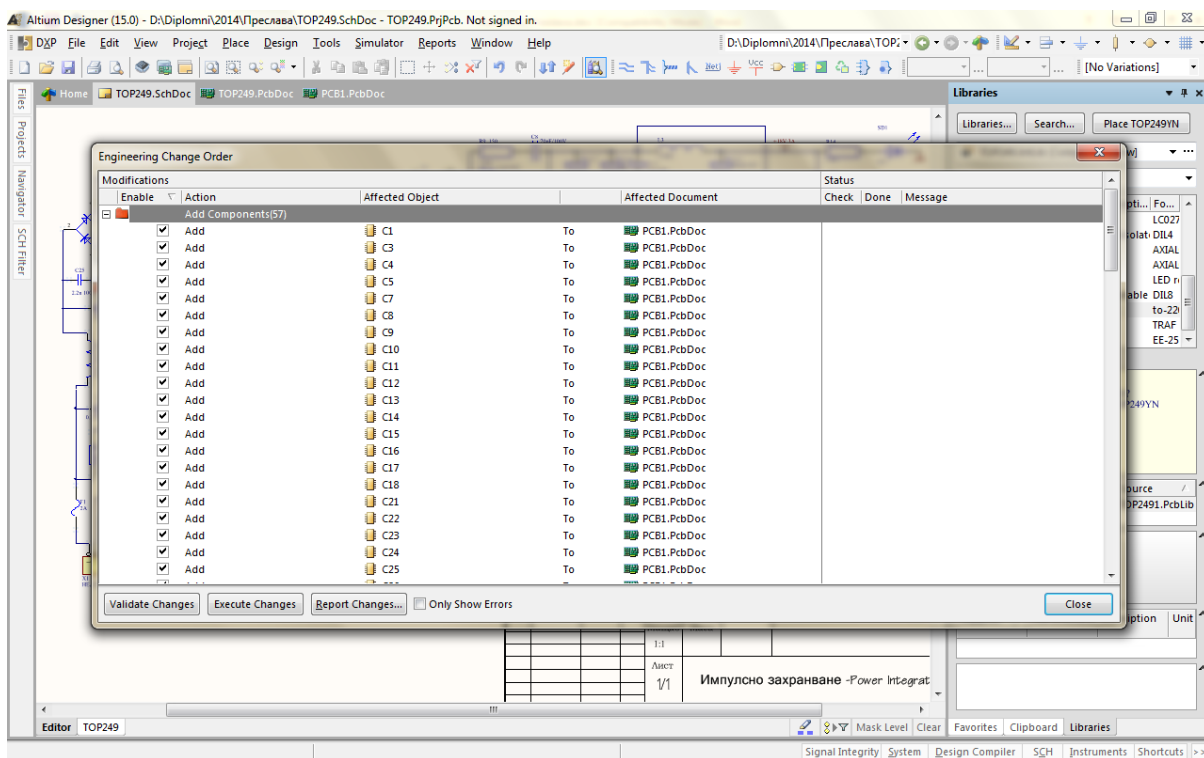 Altium Designer (15.0) - D:\Diplomni\2014\Преслава\TOP249.SchDoc - TOP249.PrjPcb. Not signed in.
DXP File Edit View Project Place Design Tools Simulator Reports Window Help
D:\Diplomni\2014\Преслава\TOP2
[No Variations]
Home TOP249.SchDoc TOP249.PcbDoc PCB1.PcbDoc
Files
Projects
Navigator
SCH Filter
Libraries
Libraries... Search... Place TOP249YN
Engineering Change Order
Modifications Status
Enable Action Affected Object Affected Document Check Done Message
Add Components(57)
Add C1 To PCB1.PcbDoc
Add C3 To PCB1.PcbDoc
Add C4 To PCB1.PcbDoc
Add C5 To PCB1.PcbDoc
Add C7 To PCB1.PcbDoc
Add C8 To PCB1.PcbDoc
Add C9 To PCB1.PcbDoc
Add C10 To PCB1.PcbDoc
Add C11 To PCB1.PcbDoc
Add C12 To PCB1.PcbDoc
Add C13 To PCB1.PcbDoc
Add C14 To PCB1.PcbDoc
Add C15 To PCB1.PcbDoc
Add C16 To PCB1.PcbDoc
Add C17 To PCB1.PcbDoc
Add C18 To PCB1.PcbDoc
Add C21 To PCB1.PcbDoc
Add C22 To PCB1.PcbDoc
Add C23 To PCB1.PcbDoc
Add C24 To PCB1.PcbDoc
Add C25 To PCB1.PcbDoc
Validate Changes Execute Changes Report Changes... Only Show Errors Close
Fo...
LC027
DIL4
AXIAL
AXIAL
LED
DIL8
to-22
TRAF
EE-25
1:1
Лист
1/1
Импулсно захранване -Power Integrat
Editor TOP249
Mask Level Clear
Favorites Clipboard Libraries
Unit
Signal Integrity System Design Compiler SCH Instruments Shortcuts >>